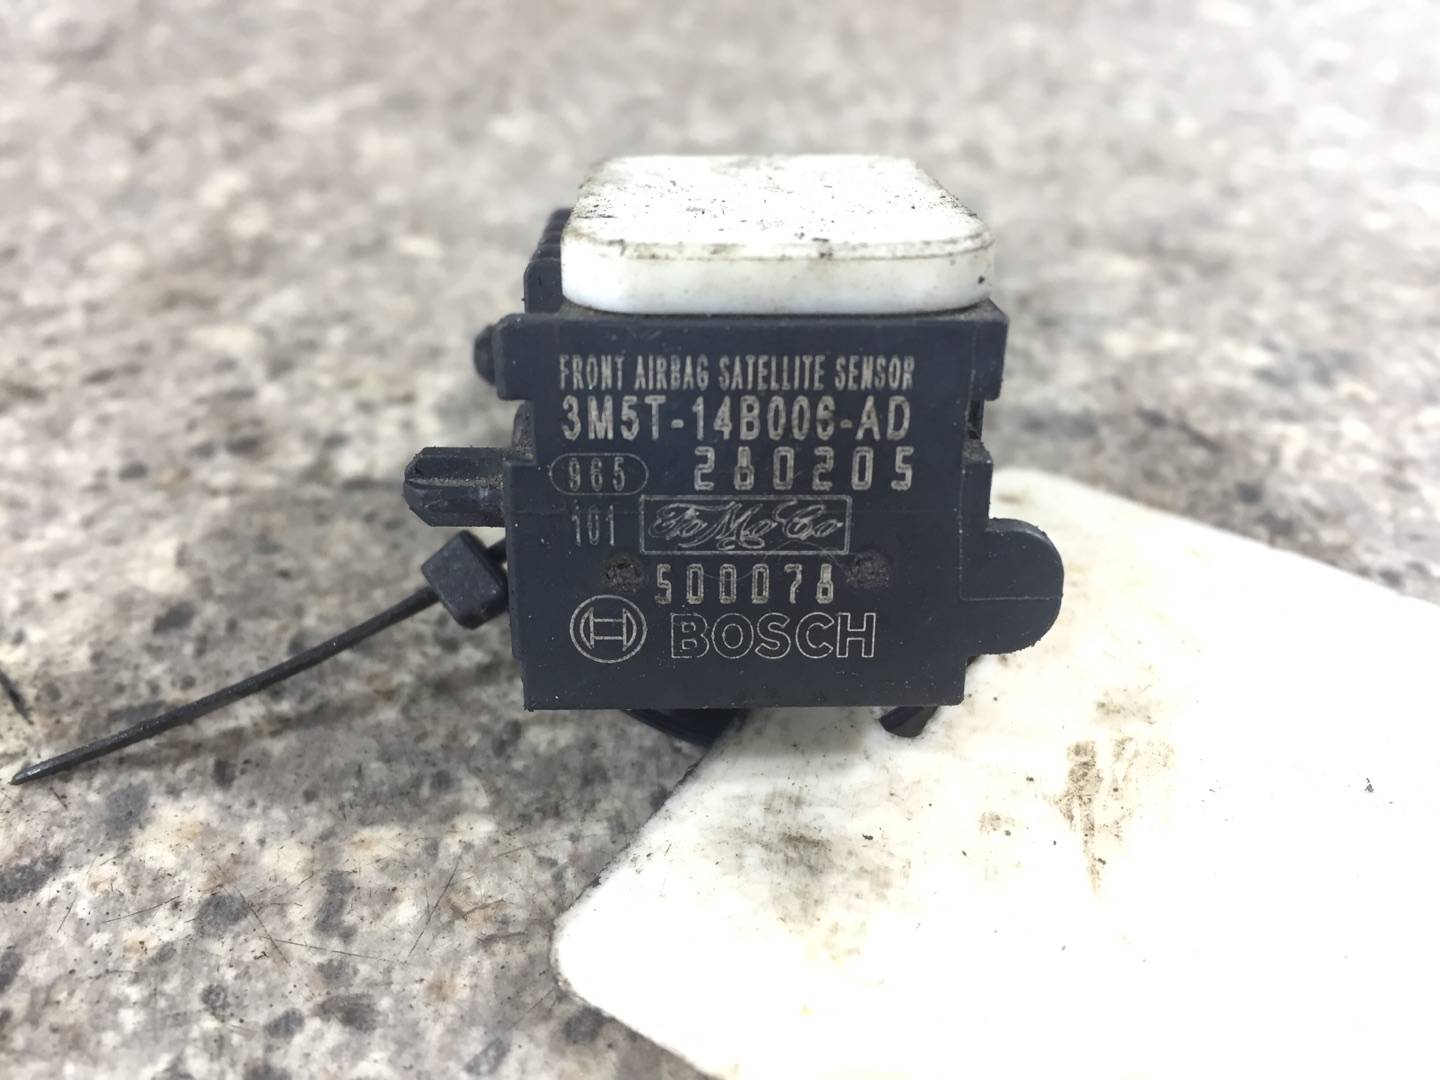 FRONT AIRBAG SATELLITE SENSOR
3M5T-14B006-AD
965 280205
101 FoMoCo
500078
BOSCH